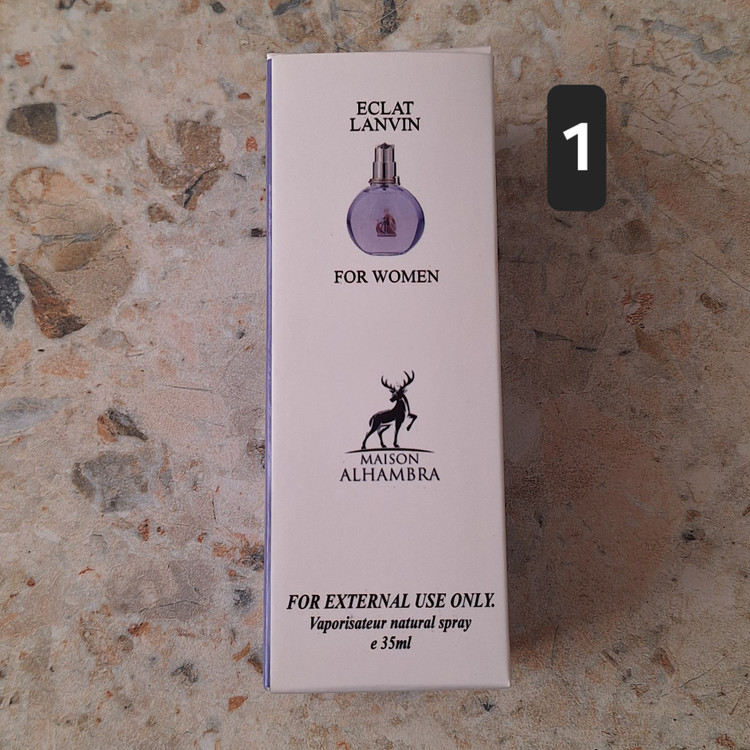 ECLAT
LANVIN
FOR WOMEN
MAISON
ALHAMBRA
FOR EXTERNAL USE ONLY.
Vaporisateur natural spray
e 35ml
1